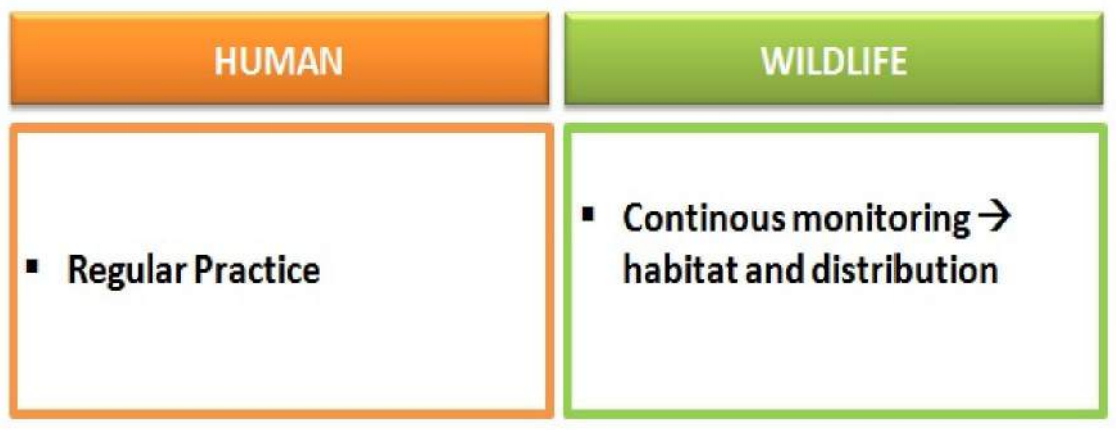 HUMAN
WILDLIFE
▪ Regular Practice
▪ Continous monitoring →
habitat and distribution